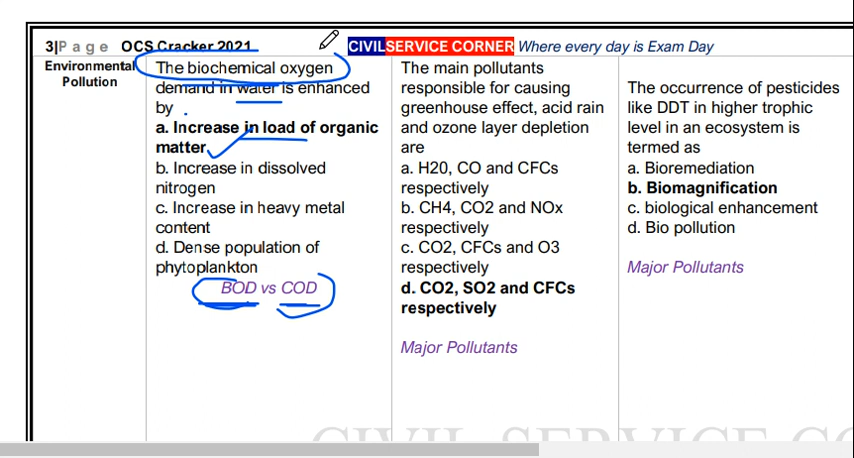 3|P a g e OCS Cracker 2021
CIVIL SERVICE CORNER Where every day is Exam Day
Environmental
Pollution
The biochemical oxygen
demand in water is enhanced
by
a. Increase in load of organic
matter
b. Increase in dissolved
nitrogen
c. Increase in heavy metal
content
d. Dense population of
phytoplankton
BOD vs COD
The main pollutants
responsible for causing
greenhouse effect, acid rain
and ozone layer depletion
are
a. H20, CO and CFCs
respectively
b. CH4, CO2 and NOx
respectively
c. CO2, CFCs and O3
respectively
d. CO2, SO2 and CFCs
respectively
Major Pollutants
The occurrence of pesticides
like DDT in higher trophic
level in an ecosystem is
termed as
a. Bioremediation
b. Biomagnification
c. biological enhancement
d. Bio pollution
Major Pollutants